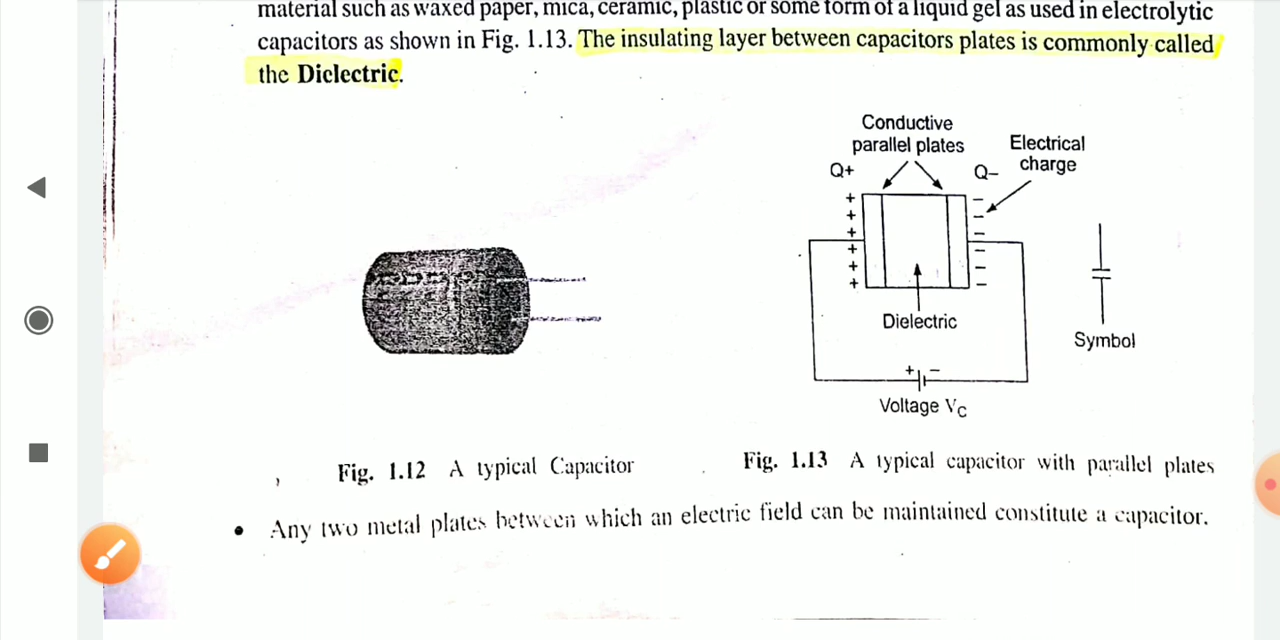 material such as waxed paper, mica, ceramic, plastic or some form of a liquid gel as used in electrolytic
capacitors as shown in Fig. 1.13. The insulating layer between capacitors plates is commonly called
the Dielectric.
Conductive
parallel plates
Electrical
charge
Q+
Q–
+
+
+
+
+
+
–
–
–
–
–
–
Dielectric
Symbol
+ –
Voltage VC
Fig. 1.12 A typical Capacitor
Fig. 1.13 A typical capacitor with parallel plates
• Any two metal plates between which an electric field can be maintained constitute a capacitor.